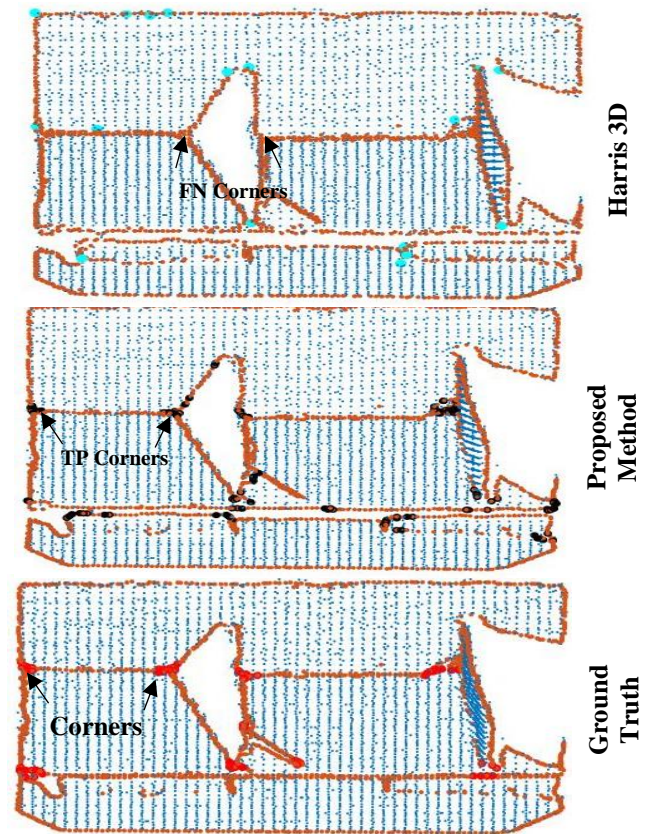 FN Corners
Harris 3D
TP Corners
Proposed
Method
Corners
Ground
Truth